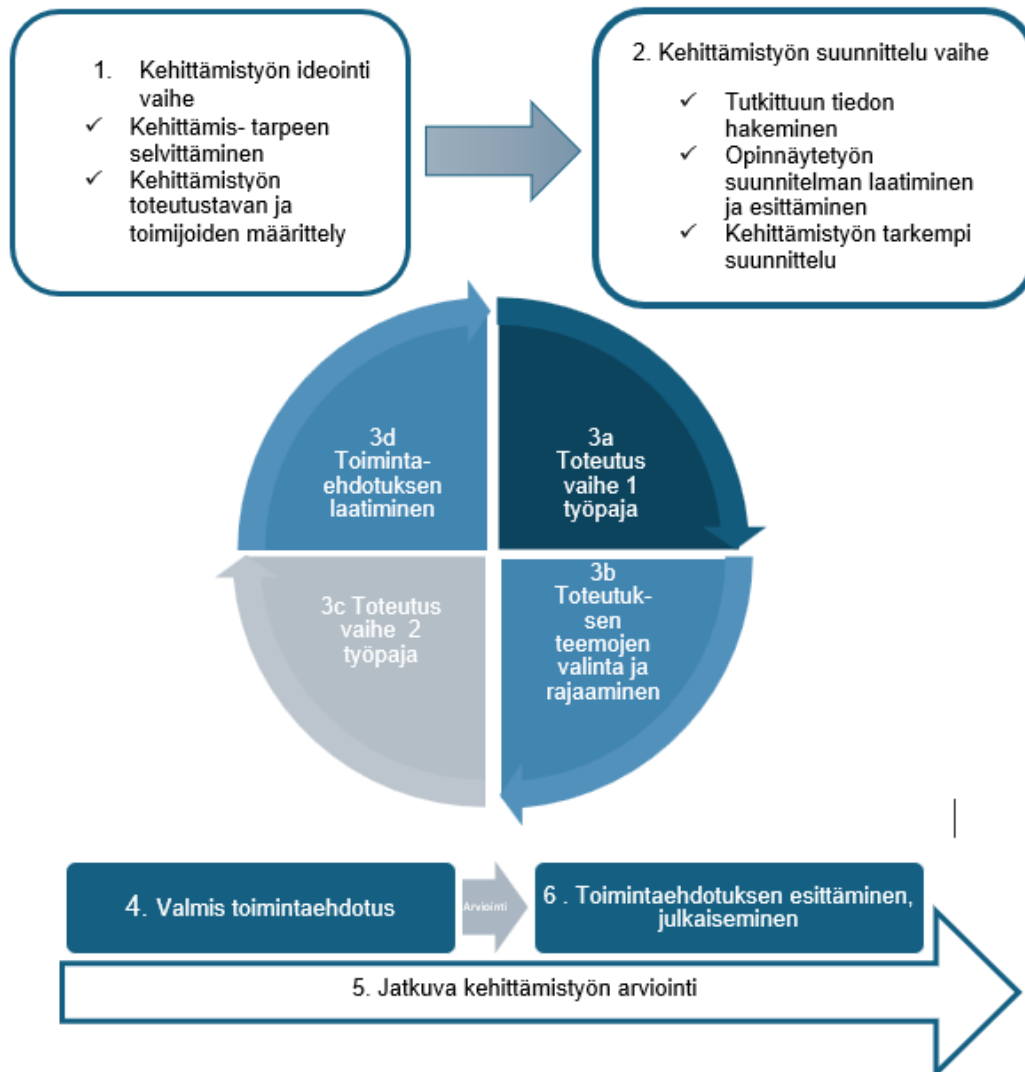 1. Kehittämistyön ideointi
vaihe
✓ Kehittämis- tarpeen
selvittäminen
✓ Kehittämistyön
toteutustavan ja
toimijoiden määrittely
2. Kehittämistyön suunnittelu vaihe
✓ Tutkittuun tiedon
hakeminen
✓ Opinnäytetyön
suunnitelman laatiminen
ja esittäminen
✓ Kehittämistyön tarkempi
suunnittelu
3a
Toteutus
vaihe 1
työpaja
3b
Toteutuk-
sen
teemojen
valinta ja
rajaaminen
3c Toteutus
vaihe 2
työpaja
3d
Toiminta-
ehdotuksen
laatiminen
4. Valmis toimintaehdotus
Arviointi
6 . Toimintaehdotuksen esittäminen,
julkaiseminen
5. Jatkuva kehittämistyön arviointi